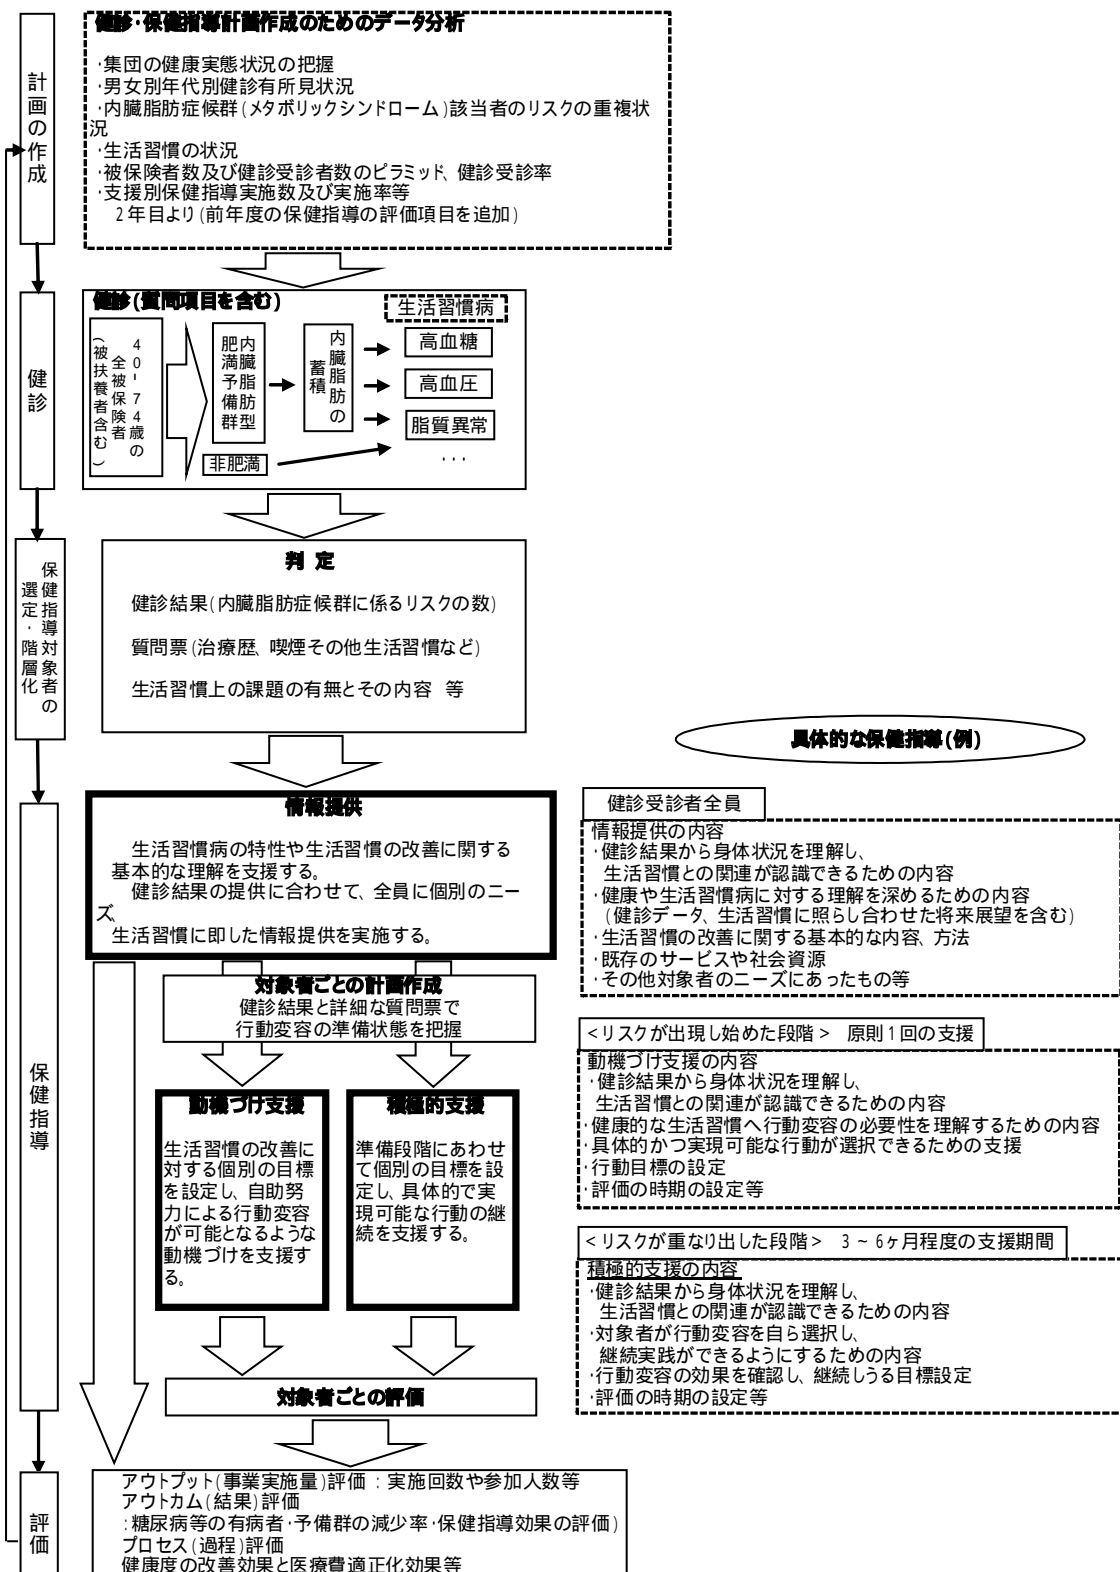 計画の作成
健診・保健指導計画作成のためのデータ分析
・集団の健康実態状況の把握
・男女別年代別健診有所見状況
・内臓脂肪症候群(メタボリックシンドローム)該当者のリスクの重複状
況
・生活習慣の状況
・被保険者数及び健診受診者数のピラミッド、健診受診率
・支援別保健指導実施数及び実施率等
2年目より(前年度の保健指導の評価項目を追加)
健診
健診(質問項目を含む)
40-74歳の
全被保険者
(被扶養者含む)
内臓脂肪型
肥満予備群
非肥満
内臓脂肪の
蓄積
生活習慣病
高血糖
高血圧
脂質異常
...
保健指導対象者の
選定・階層化
判 定
健診結果(内臓脂肪症候群に係るリスクの数)
質問票(治療歴、喫煙その他生活習慣など)
生活習慣上の課題の有無とその内容 等
具体的な保健指導(例)
保健指導
情報提供
生活習慣病の特性や生活習慣の改善に関する
基本的な理解を支援する。
健診結果の提供に合わせて、全員に個別のニー
ズ、
生活習慣に即した情報提供を実施する。
健診受診者全員
情報提供の内容
・健診結果から身体状況を理解し、
生活習慣との関連が認識できるための内容
・健康や生活習慣病に対する理解を深めるための内容
(健診データ、生活習慣に照らし合わせた将来展望を含む)
・生活習慣の改善に関する基本的な内容、方法
・既存のサービスや社会資源
・その他対象者のニーズにあったもの等
対象者ごとの計画作成
健診結果と詳細な質問票で
行動変容の準備状態を把握
<リスクが出現し始めた段階> 原則1回の支援
動機づけ支援の内容
・健診結果から身体状況を理解し、
生活習慣との関連が認識できるための内容
・健康的な生活習慣へ行動変容の必要性を理解するための内容
・具体的かつ実現可能な行動が選択できるための支援
・行動目標の設定
・評価の時期の設定等
動機づけ支援
生活習慣の改善に
対する個別の目標
を設定し、自助努
力による行動変容
が可能となるような
動機づけを支援す
る。
積極的支援
準備段階にあわせ
て個別の目標を設
定し、具体的で実
現可能な行動の継
続を支援する。
<リスクが重なり出した段階> 3~6ヶ月程度の支援期間
積極的支援の内容
・健診結果から身体状況を理解し、
生活習慣との関連が認識できるための内容
・対象者が行動変容を自ら選択し、
継続実践ができるようにするための内容
・行動変容の効果を確認し、継続しうる目標設定
・評価の時期の設定等
対象者ごとの評価
評価
アウトプット(事業実施量)評価:実施回数や参加人数等
アウトカム(結果)評価
:糖尿病等の有病者・予備群の減少率・保健指導効果の評価)
プロセス(過程)評価
健康度の改善効果と医療費適正化効果等